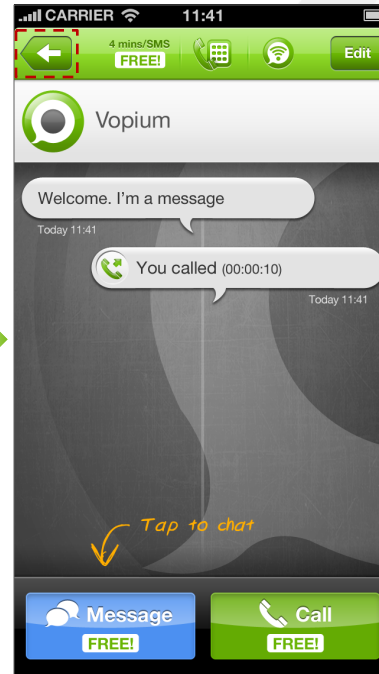 CARRIER 11:41
4 mins/SMS
FREE!
Edit
Vopium
Welcome. I'm a message
Today 11:41
You called (00:00:10)
Today 11:41
Tap to chat
Message
FREE!
Call
FREE!